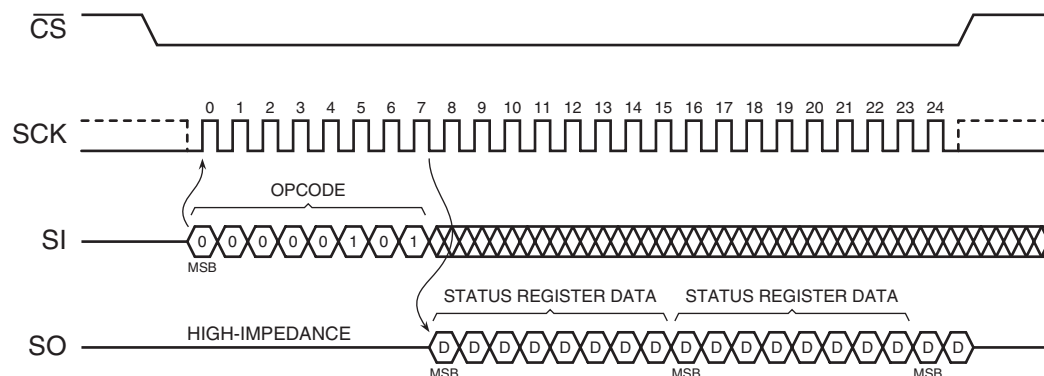 CS
0 1 2 3 4 5 6 7 8 9 10 11 12 13 14 15 16 17 18 19 20 21 22 23 24
SCK
OPCODE
SI 0 0 0 0 0 1 0 1
MSB
STATUS REGISTER DATA STATUS REGISTER DATA
HIGH-IMPEDANCE
SO D D D D D D D D D D D D D D D D D D
MSB MSB MSB